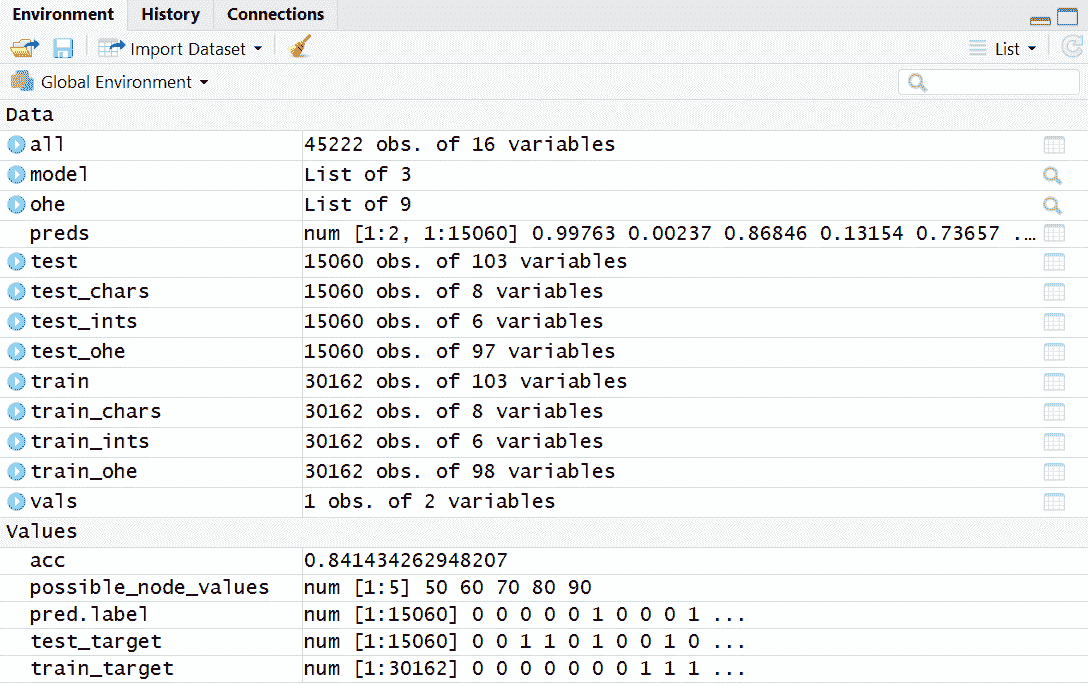 Environment History Connections
Import Dataset List
Global Environment
Data
all 45222 obs. of 16 variables
model List of 3
ohe List of 9
preds num [1:2, 1:15060] 0.99763 0.00237 0.86846 0.13154 0.73657 ...
test 15060 obs. of 103 variables
test_chars 15060 obs. of 8 variables
test_ints 15060 obs. of 6 variables
test_ohe 15060 obs. of 97 variables
train 30162 obs. of 103 variables
train_chars 30162 obs. of 8 variables
train_ints 30162 obs. of 6 variables
train_ohe 30162 obs. of 98 variables
vals 1 obs. of 2 variables
Values
acc 0.841434262948207
possible_node_values num [1:5] 50 60 70 80 90
pred.label num [1:15060] 0 0 0 0 0 1 0 0 0 1 ...
test_target num [1:15060] 0 0 1 1 0 1 0 0 1 0 ...
train_target num [1:30162] 0 0 0 0 0 0 0 1 1 1 ...